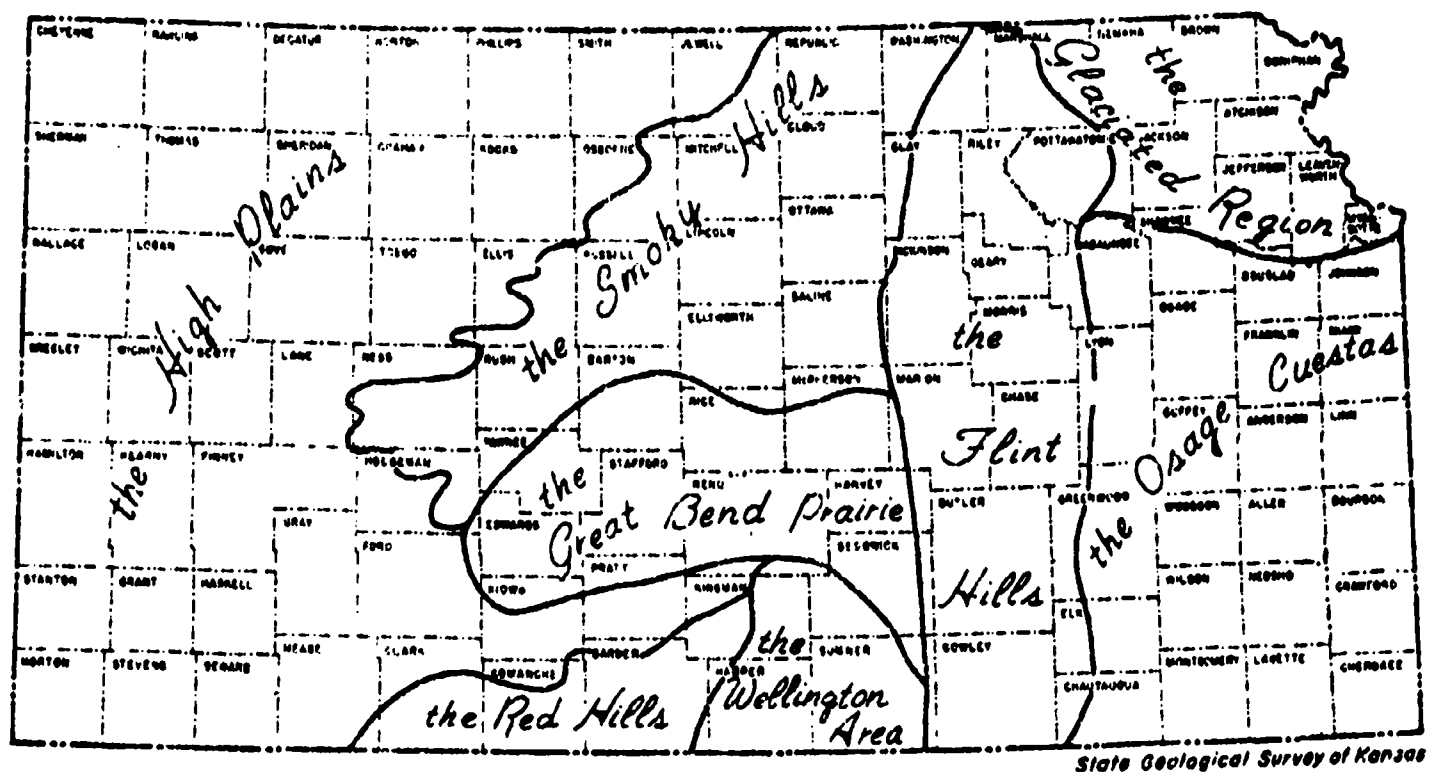 CHEYENNE RAWLINS DECATUR NORTON PHILLIPS SMITH JEWELL REPUBLIC WASHINGTON MARSHALL NEMAHA BROWN
DONIPHAN
the Glaciated Region
ATCHISON
SHERMAN THOMAS SHERIDAN GRAHAM ROOKS OSBORNE MITCHELL CLOUD CLAY RILEY POTTAWATOMIE JACKSON
JEFFERSON LEAVENWORTH
the High Plains
the Smoky Hills
OTTAWA
SHAWNEE
WALLACE LOGAN GOVE TREGO ELLIS RUSSELL LINCOLN DICKINSON GEARY WABAUNSEE
DOUGLAS JOHNSON
SALINE
ELLSWORTH MORRIS OSAGE
FRANKLIN MIAMI
GREELEY WICHITA SCOTT LANE NESS RUSH BARTON LYON
McPHERSON MARION
RICE CHASE
COFFEY ANDERSON LINN
the Flint Hills
the Osage Cuestas
PAWNEE
HAMILTON KEARNY FINNEY HODGEMAN STAFFORD
RENO HARVEY
BUTLER GREENWOOD WOODSON ALLEN BOURBON
the Great Bend Prairie
GRAY EDWARDS
FORD SEDGWICK
PRATT
STANTON GRANT HASKELL KIOWA KINGMAN WILSON NEOSHO CRAWFORD
ELK
MEADE CLARK BARBER SUMNER COWLEY
MORTON STEVENS SEWARD COMANCHE HARPER MONTGOMERY LABETTE CHEROKEE
CHAUTAUQUA
the Red Hills
the Wellington Area
State Geological Survey of Kansas